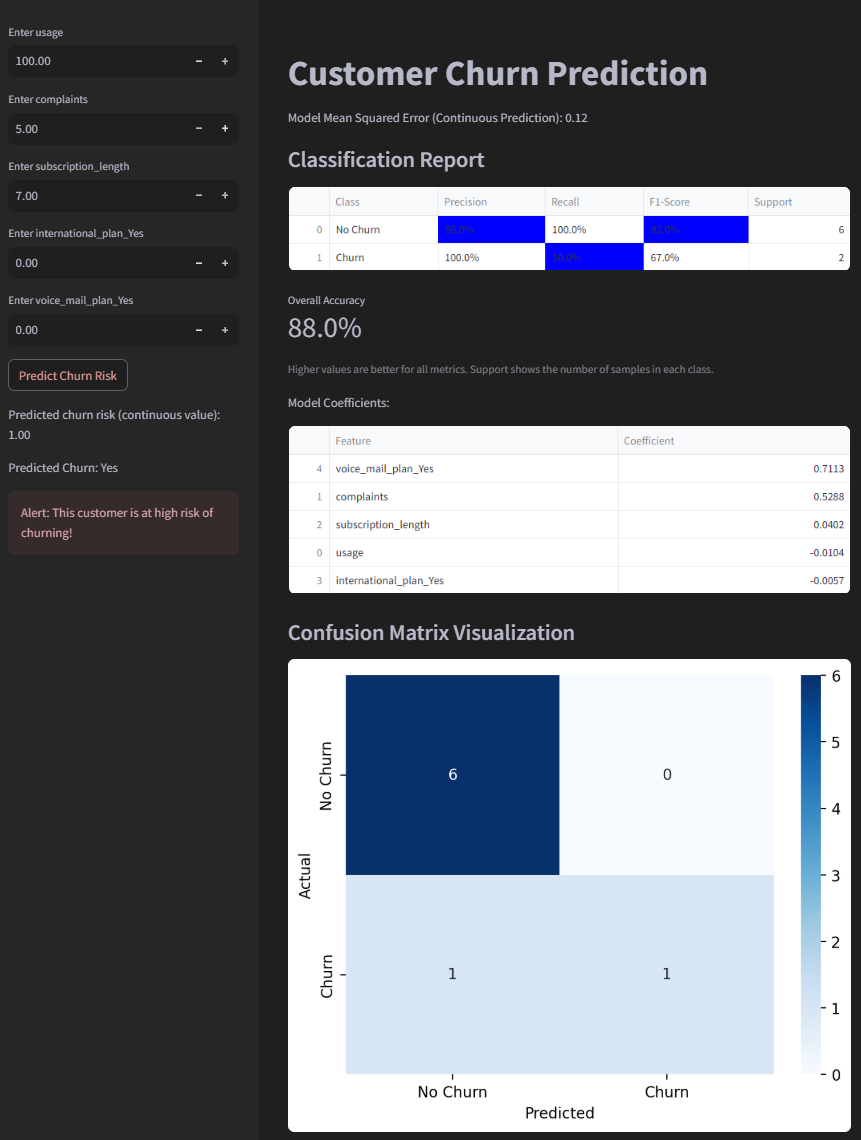 Enter usage
100.00 − +
Enter complaints
5.00 − +
Enter subscription_length
7.00 − +
Enter international_plan_Yes
0.00 − +
Enter voice_mail_plan_Yes
0.00 − +
Predict Churn Risk
Predicted churn risk (continuous value):
1.00
Predicted Churn: Yes
Alert: This customer is at high risk of
churning!
Customer Churn Prediction
Model Mean Squared Error (Continuous Prediction): 0.12
Classification Report
Class Precision Recall F1-Score Support
0 No Churn 86.0% 100.0% 92.0% 6
1 Churn 100.0% 50.0% 67.0% 2
Overall Accuracy
88.0%
Higher values are better for all metrics. Support shows the number of samples in each class.
Model Coefficients:
Feature Coefficient
4 voice_mail_plan_Yes 0.7113
1 complaints 0.5288
2 subscription_length 0.0402
0 usage -0.0104
3 international_plan_Yes -0.0057
Confusion Matrix Visualization
Actual
No Churn
Churn
6 0
1 1
No Churn Churn
Predicted
6
5
4
3
2
1
0